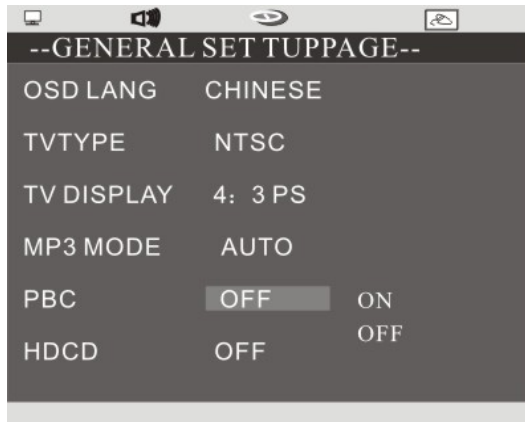 --GENERAL SET TUPPAGE--
OSD LANG CHINESE
TVTYPE NTSC
TV DISPLAY 4：3 PS
MP3 MODE AUTO
PBC OFF ON
OFF
HDCD OFF